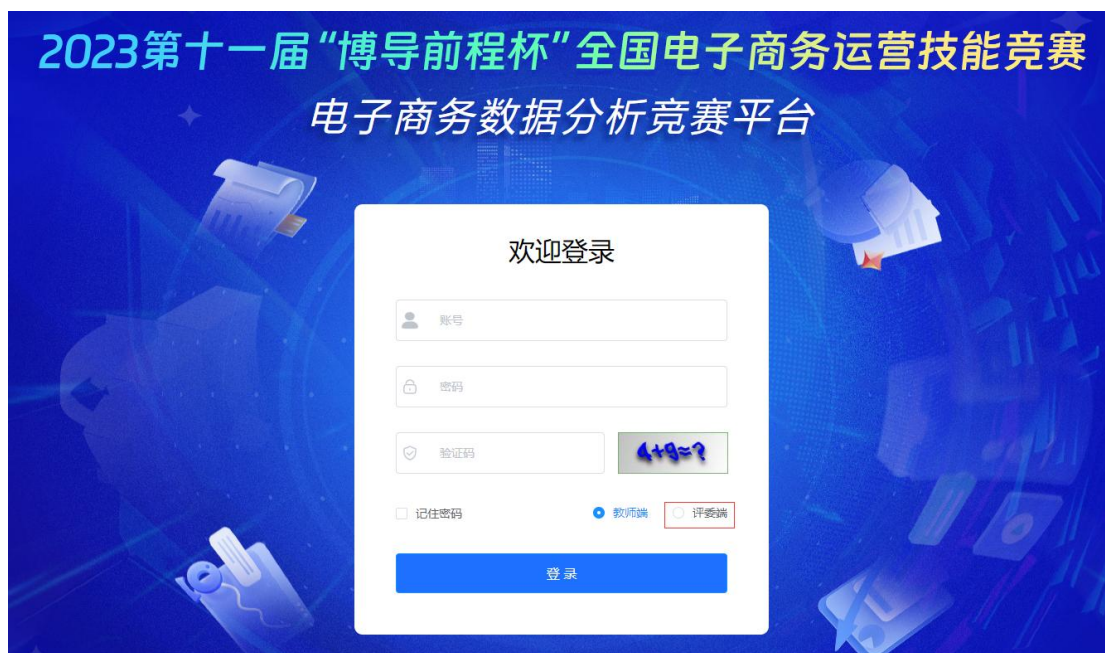 2023第十一届“博导前程杯”全国电子商务运营技能竞赛
电子商务数据分析竞赛平台
欢迎登录
账号
密码
验证码 4+9=?
记住密码 教师端 评委端
登录